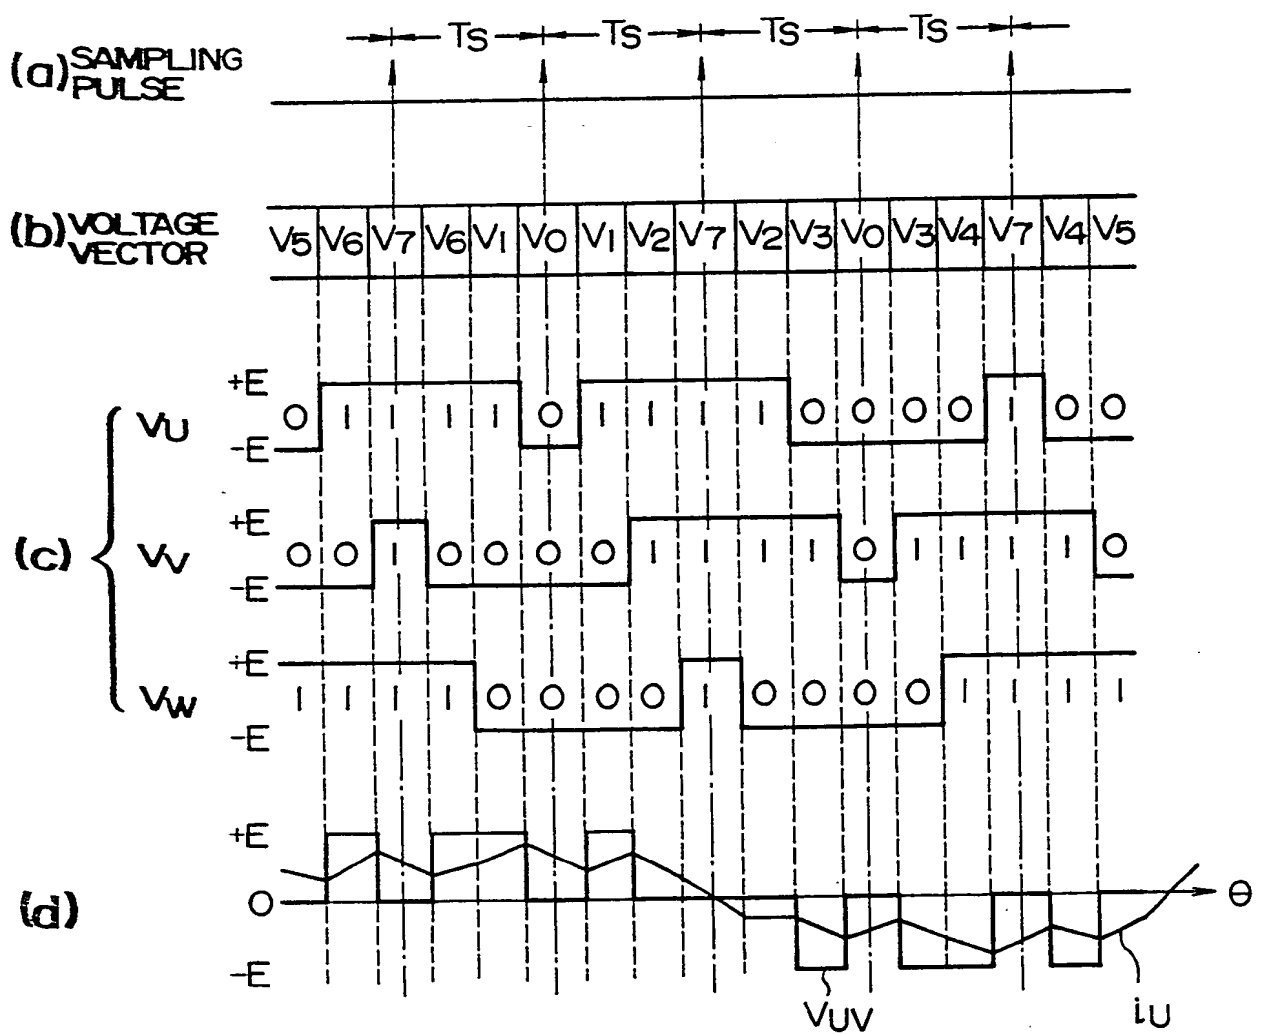 TS TS TS TS
(a) SAMPLING
PULSE
(b) VOLTAGE
VECTOR
V5 V6 V7 V6 V1 V0 V1 V2 V7 V2 V3 V0 V3 V4 V7 V4 V5
(c)
+E
VU 0 1 1 1 1 0 1 1 1 1 0 0 0 0 1 0 0
-E
+E
VV 0 0 1 0 0 0 0 1 1 1 1 0 1 1 1 1 0
-E
+E
VW 1 1 1 1 0 0 0 0 1 0 0 0 0 1 1 1 1
-E
+E
(d) 0 θ
-E
VUV iU